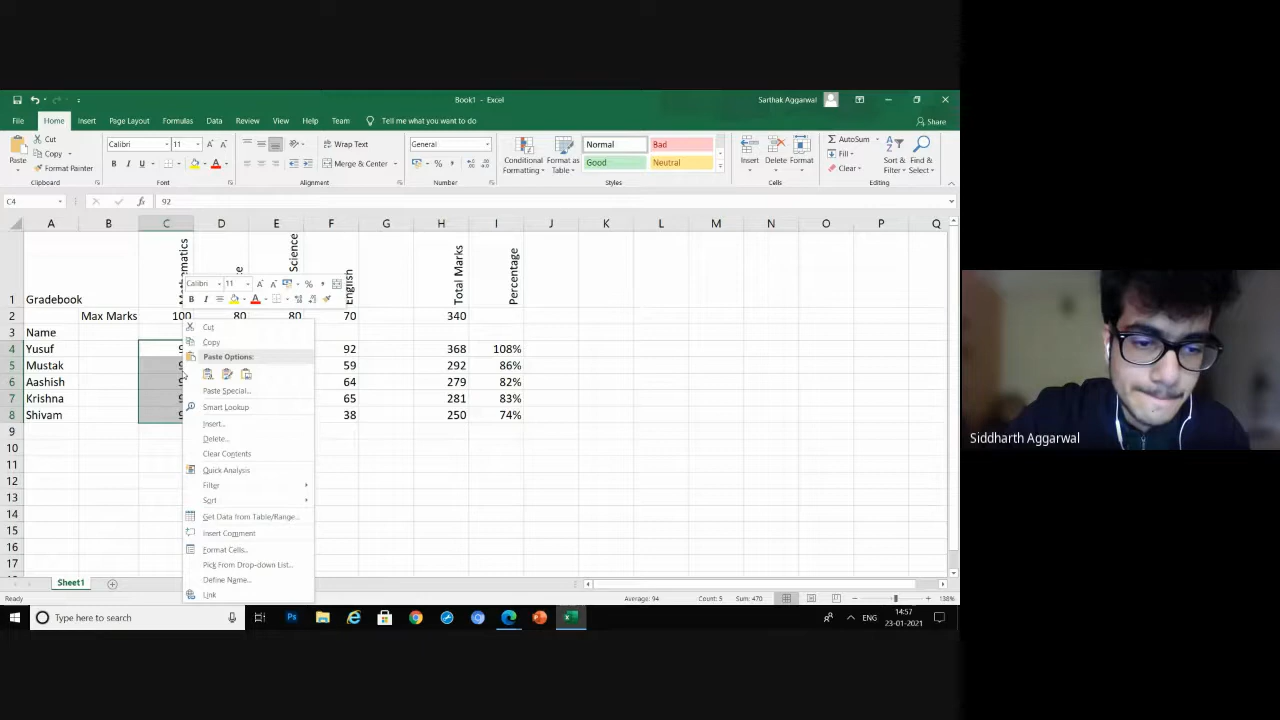 Book1 - Excel
Sarthak Aggarwal
File Home Insert Page Layout Formulas Data Review View Help Team Tell me what you want to do
Share
Cut
Copy
Format Painter
Paste
Clipboard
Calibri 11
B I U
Font
Wrap Text
Merge & Center
Alignment
General
Number
Conditional Formatting
Format as Table
Normal Bad
Good Neutral
Styles
Insert Delete Format
Cells
AutoSum
Fill
Clear
Sort & Filter
Find & Select
Editing
C4 fx 92
A B C D E F G H I J K L M N O P Q
1 Gradebook Science English Total Marks Percentage
2 Max Marks 100 80 80 70 340
3 Name
4 Yusuf 92 368 108%
5 Mustak 59 292 86%
6 Aashish 64 279 82%
7 Krishna 65 281 83%
8 Shivam 38 250 74%
9
10
11
12
13
14
15
16
17
Calibri 11
B I
Cut
Copy
Paste Options:
Paste Special...
Smart Lookup
Insert...
Delete...
Clear Contents
Quick Analysis
Filter
Sort
Get Data from Table/Range...
Insert Comment
Format Cells...
Pick From Drop-down List...
Define Name...
Link
Sheet1
Ready Average: 94 Count: 5 Sum: 470 138%
Type here to search
ENG
14:57
23-01-2021
Siddharth Aggarwal